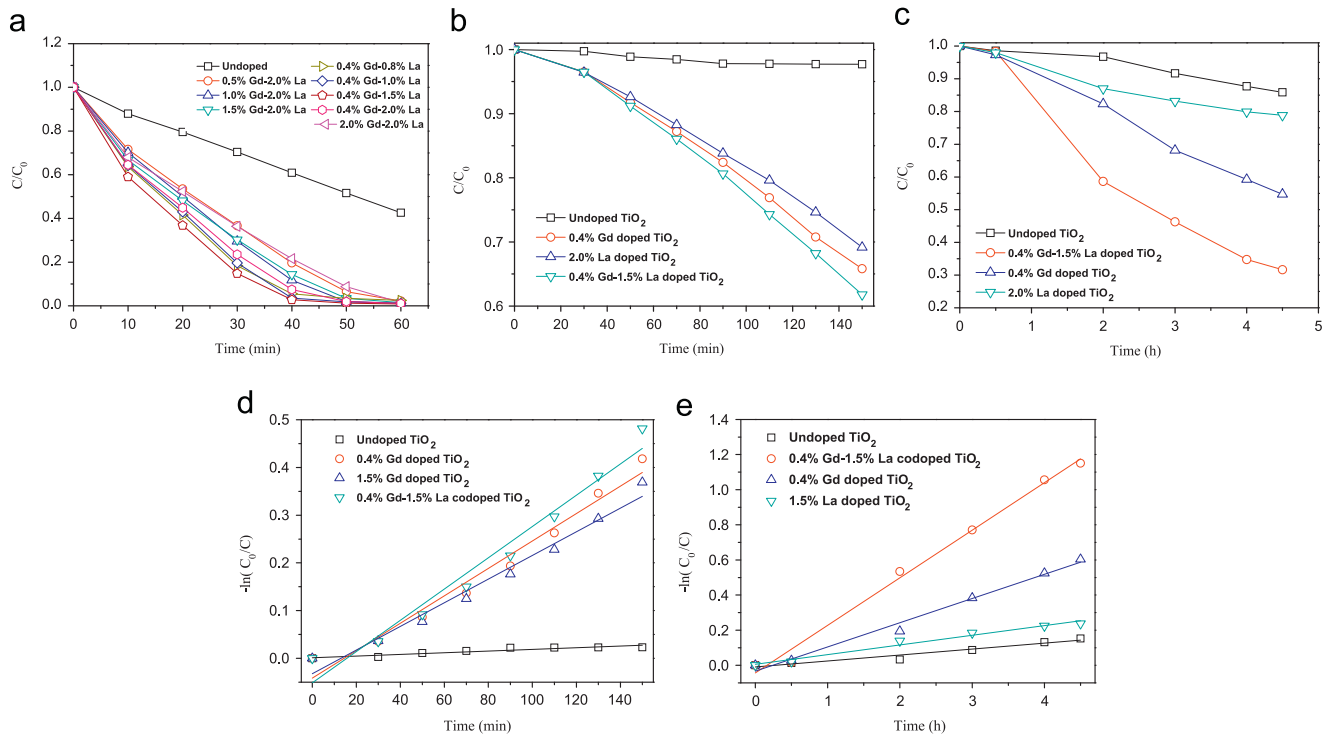 a
1.2
1.0
0.8
0.6
0.4
0.2
0.0
C/C0
Undoped
0.5% Gd-2.0% La
1.0% Gd-2.0% La
1.5% Gd-2.0% La
0.4% Gd-0.8% La
0.4% Gd-1.0% La
0.4% Gd-1.5% La
0.4% Gd-2.0% La
2.0% Gd-2.0% La
0 10 20 30 40 50 60
Time (min)
b
1.0
0.9
0.8
0.7
0.6
C/C0
Undoped TiO2
0.4% Gd doped TiO2
2.0% La doped TiO2
0.4% Gd-1.5% La doped TiO2
0 20 40 60 80 100 120 140
Time (min)
c
1.0
0.9
0.8
0.7
0.6
0.5
0.4
0.3
0.2
C/C0
Undoped TiO2
0.4% Gd-1.5% La doped TiO2
0.4% Gd doped TiO2
2.0% La doped TiO2
0 1 2 3 4 5
Time (h)
d
0.5
0.4
0.3
0.2
0.1
0.0
-ln( C0/C)
Undoped TiO2
0.4% Gd doped TiO2
1.5% Gd doped TiO2
0.4% Gd-1.5% La codoped TiO2
0 20 40 60 80 100 120 140
Time (min)
e
1.4
1.2
1.0
0.8
0.6
0.4
0.2
0.0
-ln( C0/C)
Undoped TiO2
0.4% Gd-1.5% La codoped TiO2
0.4% Gd doped TiO2
1.5% La doped TiO2
0 1 2 3 4
Time (h)